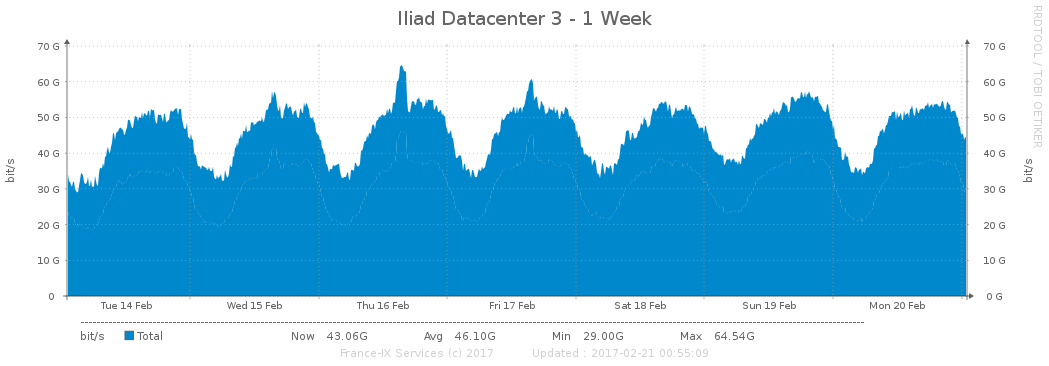 Iliad Datacenter 3 - 1 Week
RRDTOOL / TOBI OETIKER
70 G 70 G
60 G 60 G
50 G 50 G
40 G 40 G
30 G 30 G
20 G 20 G
10 G 10 G
0 0 G
bit/s bit/s
Tue 14 Feb Wed 15 Feb Thu 16 Feb Fri 17 Feb Sat 18 Feb Sun 19 Feb Mon 20 Feb
bit/s Total Now 43.06G Avg 46.10G Min 29.00G Max 64.54G
France-IX Services (c) 2017 Updated : 2017-02-21 00:55:09